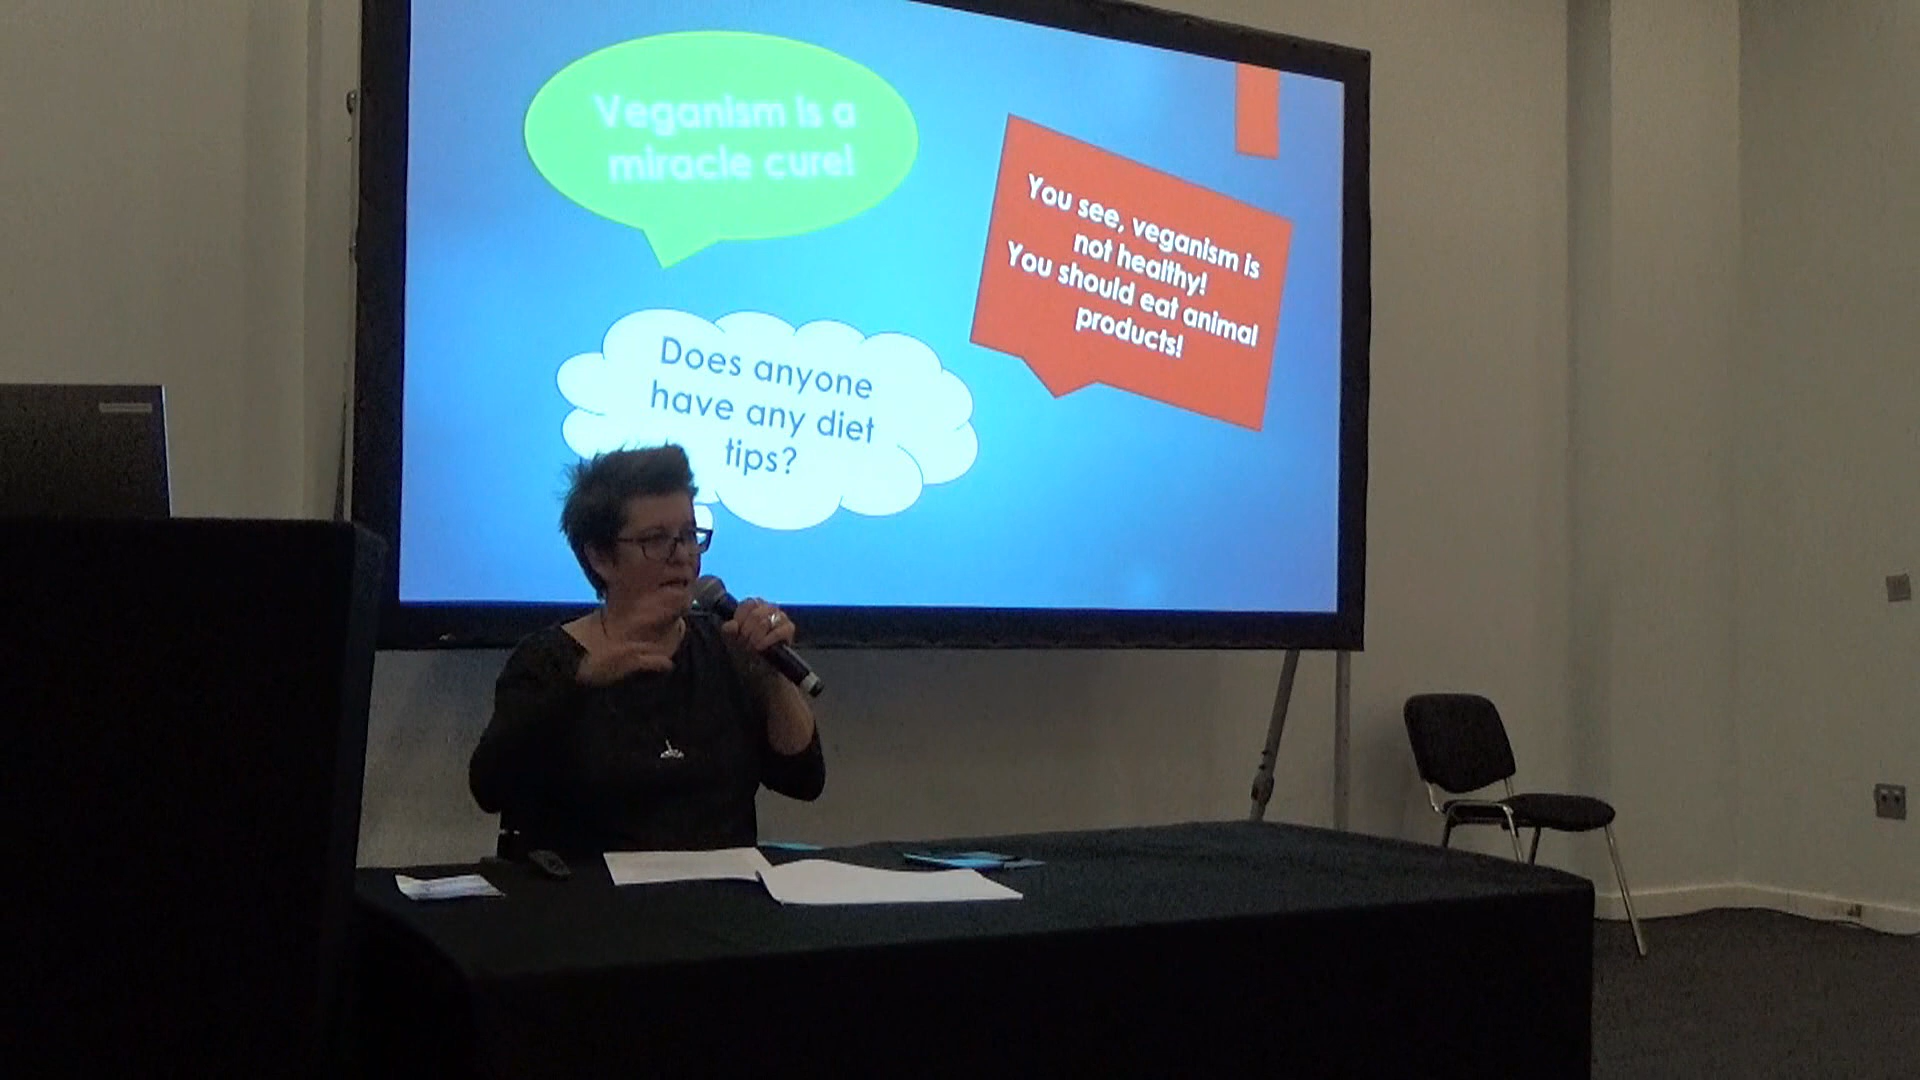 Veganism is a
miracle cure!
You see, veganism is
not healthy!
You should eat animal
products!
Does anyone
have any diet
tips?